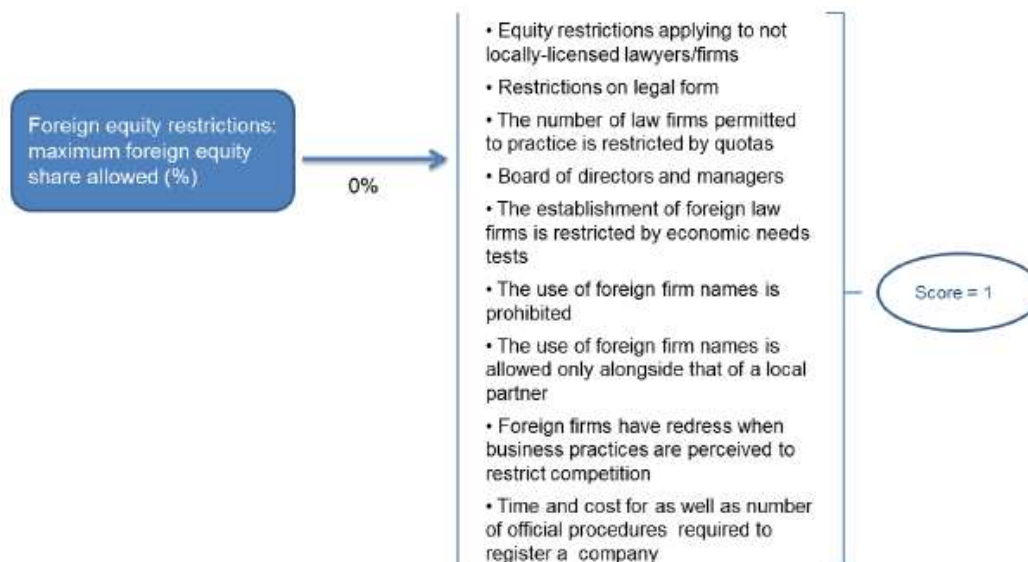 Foreign equity restrictions:
maximum foreign equity
share allowed (%)
0%
• Equity restrictions applying to not
locally-licensed lawyers/firms
• Restrictions on legal form
• The number of law firms permitted
to practice is restricted by quotas
• Board of directors and managers
• The establishment of foreign law
firms is restricted by economic needs
tests
• The use of foreign firm names is
prohibited
• The use of foreign firm names is
allowed only alongside that of a local
partner
• Foreign firms have redress when
business practices are perceived to
restrict competition
• Time and cost for as well as number
of official procedures required to
register a company
Score = 1